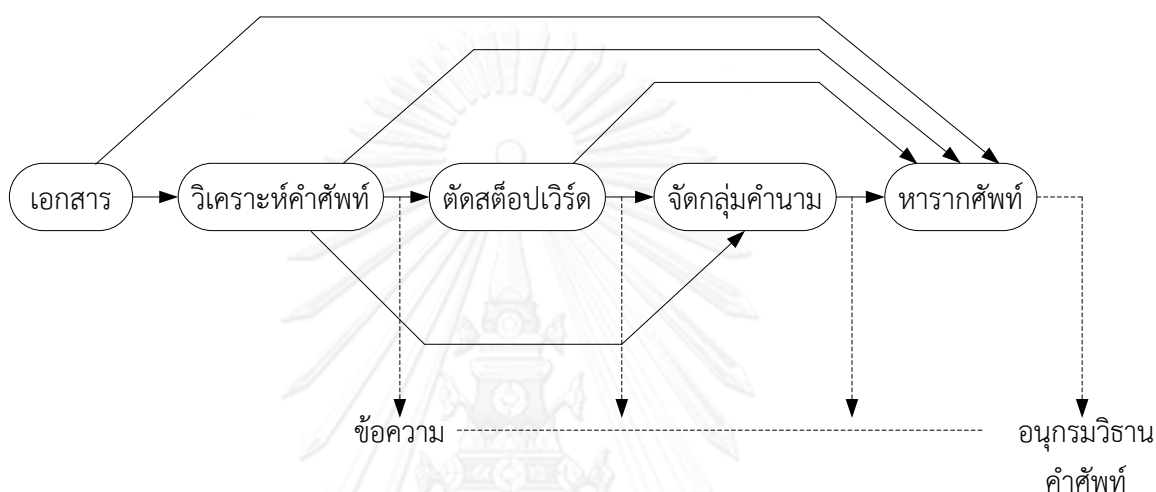 เอกสาร
วิเคราะห์คำศัพท์
ตัดสต็อปเวิร์ด
จัดกลุ่มคำนาม
หารากศัพท์
ข้อความ
อนุกรมวิธาน
คำศัพท์